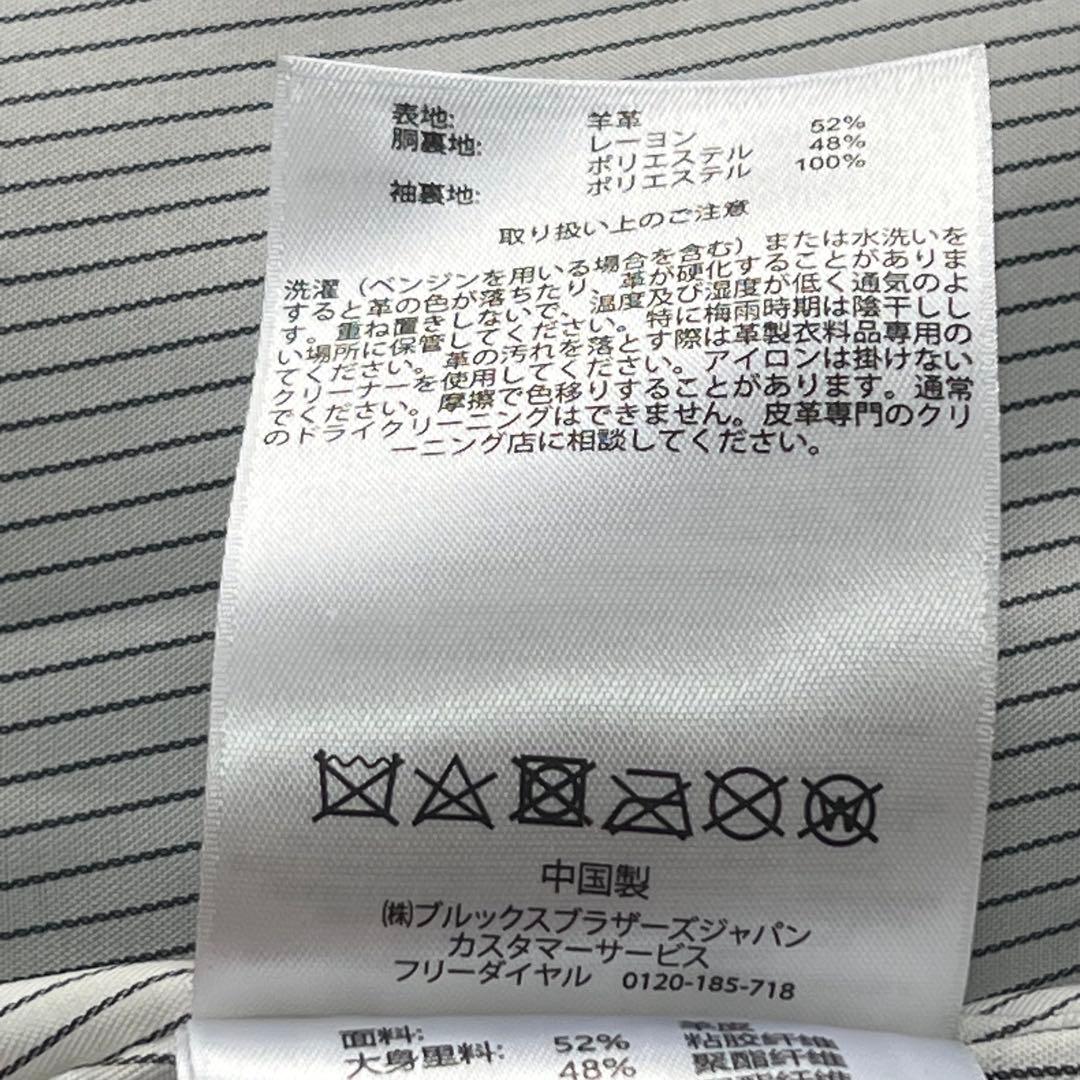 表地: 羊革
胴裏地: レーヨン 52%
ポリエステル 48%
袖裏地: ポリエステル 100%
取り扱い上のご注意
洗濯（ベンジンを用いる場合を含む）または水洗いを
すると革の色が落ちたり、革が硬化することがありま
す。重ね置きしないで、温度及び湿度が低く通気のよ
い場所に保管してください。特に梅雨時期は陰干しし
てください。革の汚れを落とす際は革製衣料品専用の
クリーナーを使用してください。アイロンは掛けない
でください。摩擦で色移りすることがあります。通常
のドライクリーニングはできません。皮革専門のクリ
ーニング店に相談してください。
W
中国製
㈱ブルックスブラザーズジャパン
カスタマーサービス
フリーダイヤル 0120-185-718
面料: 羊皮
大身里料: 52% 粘胶纤维
48% 聚酯纤维
聚酯纤维